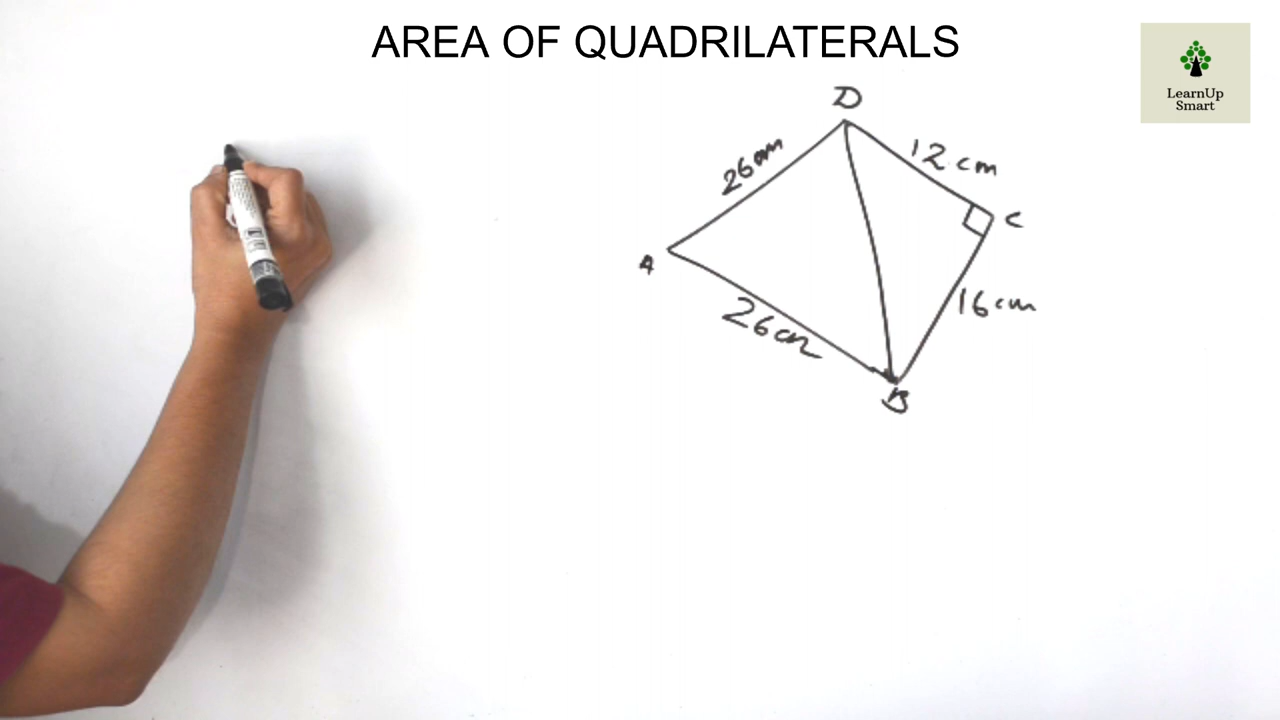 AREA OF QUADRILATERALS
LearnUp
Smart
D
26cm
12.cm
C
A
26cm
16cm
B